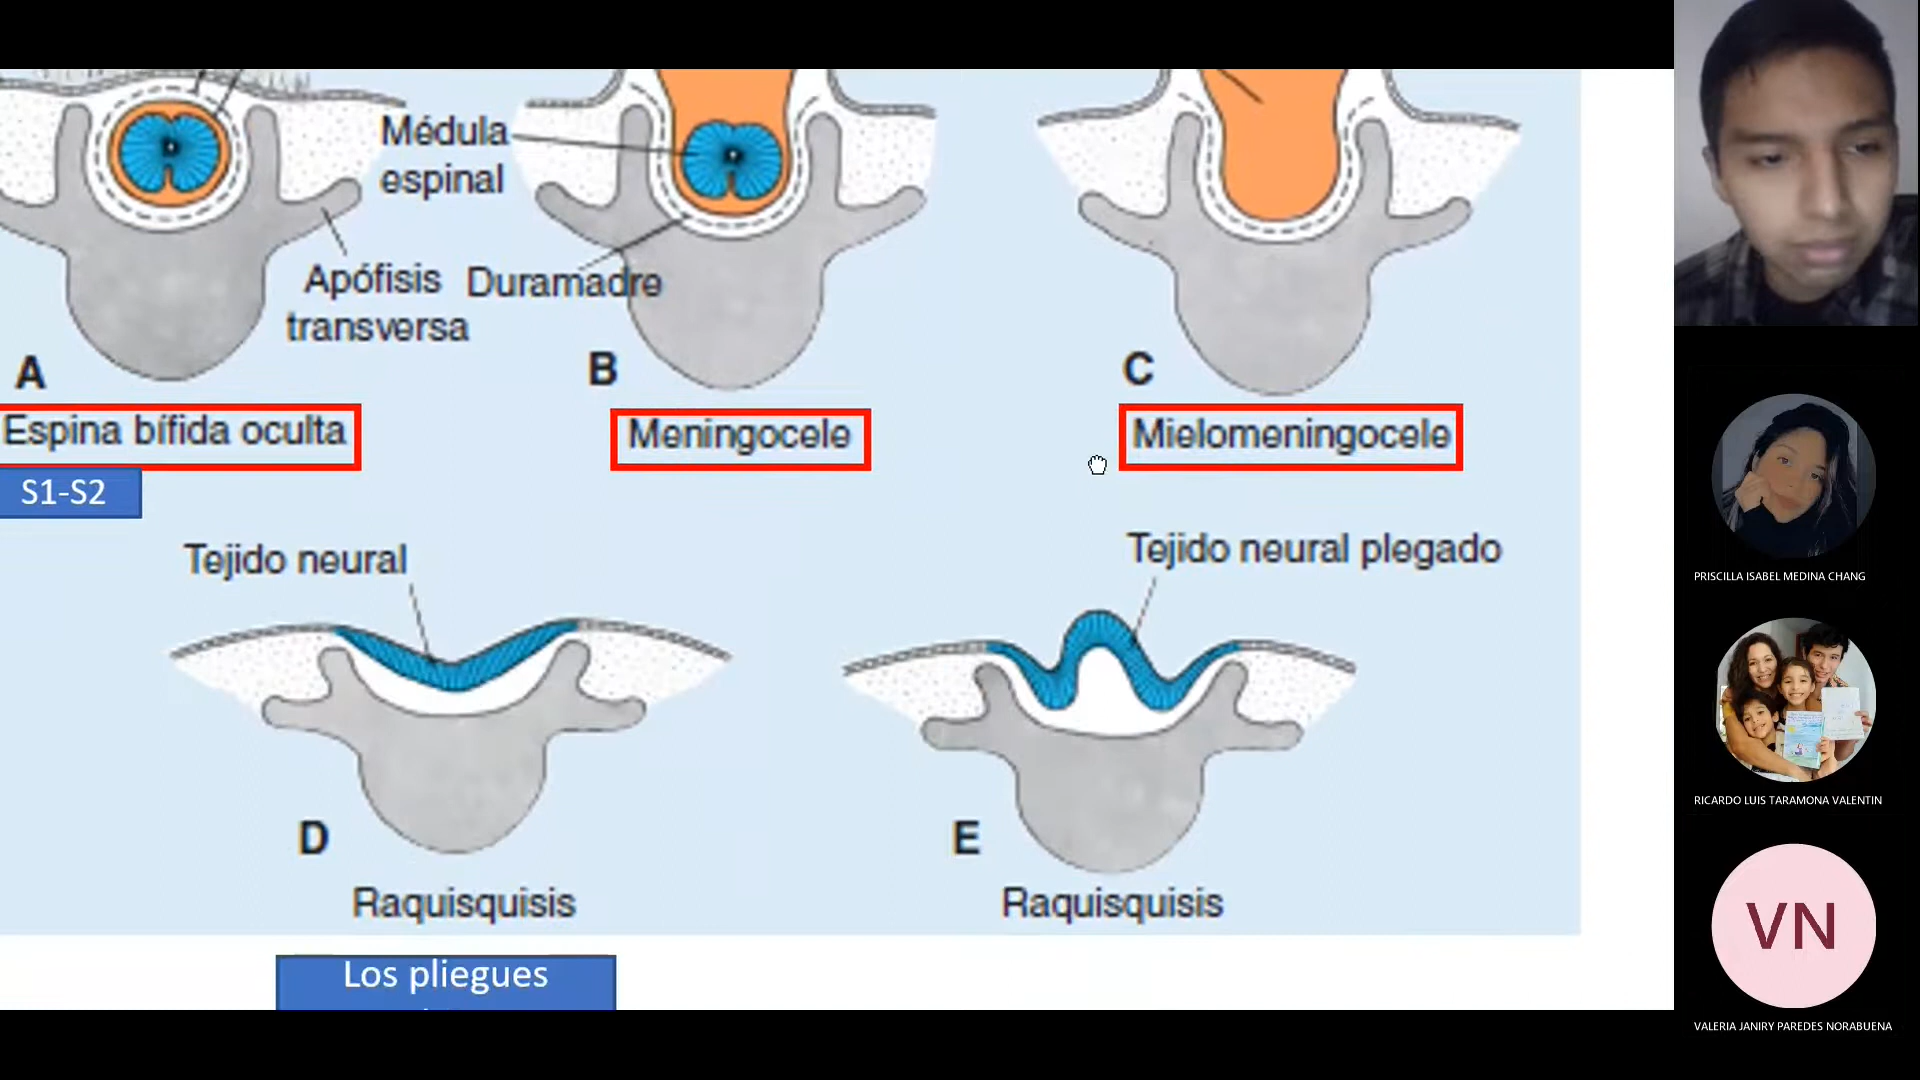 Médula
espinal
Apófisis
transversa
Duramadre
A
B
C
Espina bífida oculta
Meningocele
Mielomeningocele
S1-S2
Tejido neural
Tejido neural plegado
D
E
Raquisquisis
Raquisquisis
Los pliegues
PRISCILLA ISABEL MEDINA CHANG
RICARDO LUIS TARAMONA VALENTIN
VN
VALERIA JANIRY PAREDES NORABUENA